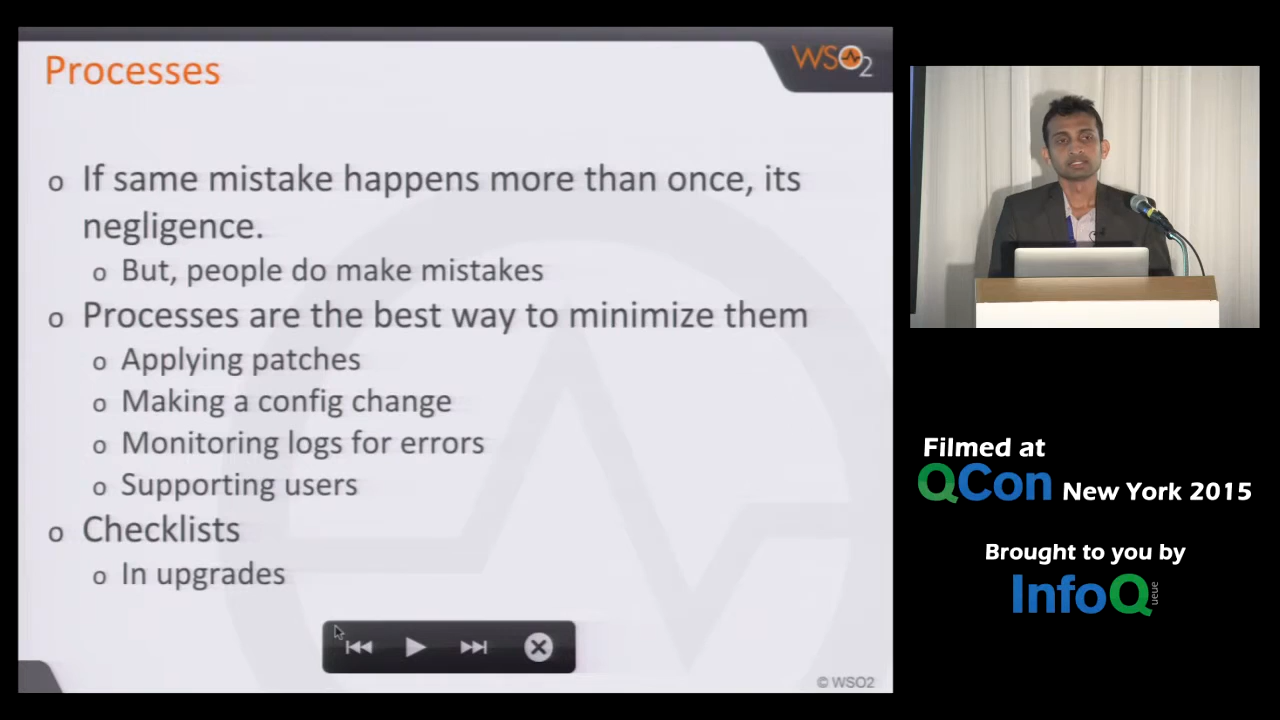 Processes
WSO2
o If same mistake happens more than once, its
negligence.
o But, people do make mistakes
o Processes are the best way to minimize them
o Applying patches
o Making a config change
o Monitoring logs for errors
o Supporting users
o Checklists
o In upgrades
© WSO2
Filmed at
QCon New York 2015
Brought to you by
InfoQueue